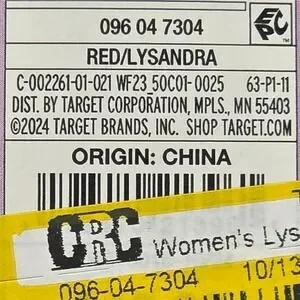 096 04 7304
EPC™
RED/LYSANDRA
C-002261-01-021 WF23_50C01-0025 63-P1-11
DIST. BY TARGET CORPORATION, MPLS., MN 55403
©2024 TARGET BRANDS, INC. SHOP TARGET.COM
ORIGIN: CHINA
CRC Women's Lys
096-04-7304 10/13